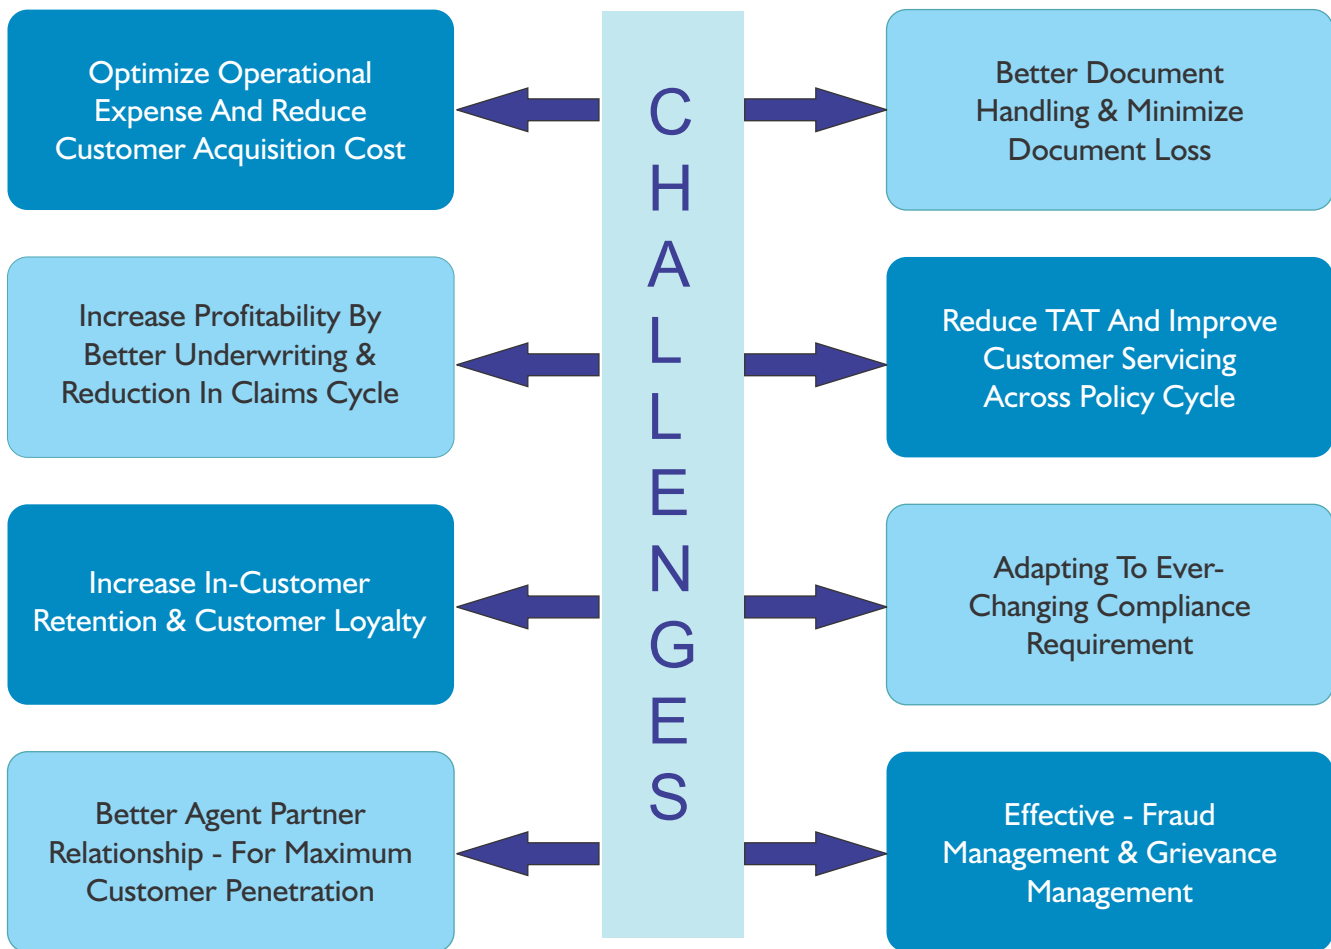 Optimize Operational
Expense And Reduce
Customer Acquisition Cost
Increase Profitability By
Better Underwriting &
Reduction In Claims Cycle
Increase In-Customer
Retention & Customer Loyalty
Better Agent Partner
Relationship - For Maximum
Customer Penetration
C
H
A
L
L
E
N
G
E
S
Better Document
Handling & Minimize
Document Loss
Reduce TAT And Improve
Customer Servicing
Across Policy Cycle
Adapting To Ever-
Changing Compliance
Requirement
Effective - Fraud
Management & Grievance
Management